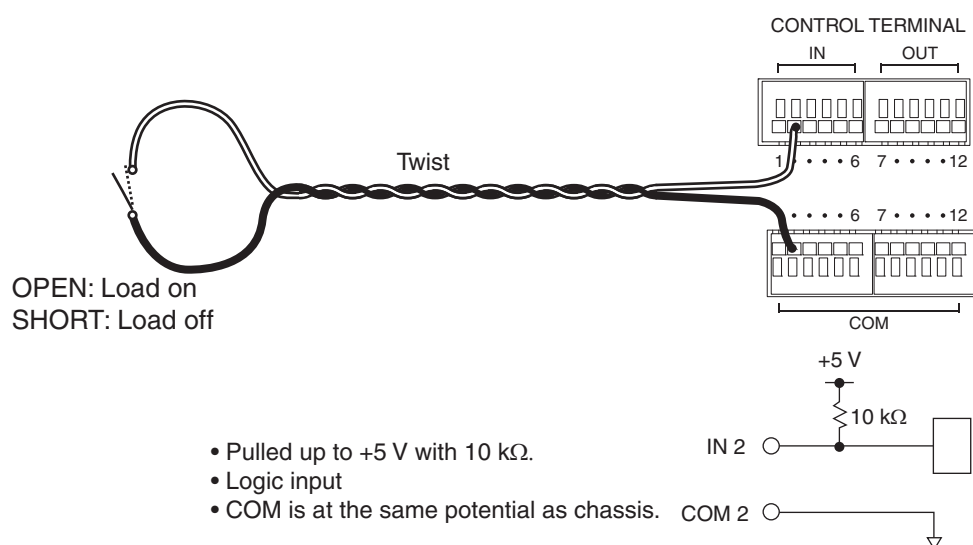 CONTROL TERMINAL
IN OUT
Twist
1 · · · · 6 7 · · · · 12
· · · · 6 7 · · · · 12
OPEN: Load on
SHORT: Load off
COM
+5 V
10 kΩ
• Pulled up to +5 V with 10 kΩ.
• Logic input
• COM is at the same potential as chassis.
IN 2
COM 2